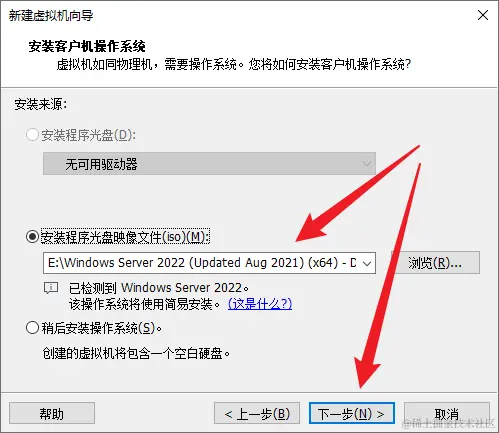 新建虚拟机向导
安装客户机操作系统
虚拟机如同物理机，需要操作系统。您将如何安装客户机操作系统?
安装来源:
安装程序光盘(D):
无可用驱动器
安装程序光盘映像文件(iso)(M):
E:\Windows Server 2022 (Updated Aug 2021) (x64) - D
浏览(R)...
已检测到 Windows Server 2022。
该操作系统将使用简易安装。(这是什么?)
稍后安装操作系统(S)。
创建的虚拟机将包含一个空白硬盘。
帮助
< 上一步(B)
下一步(N) >
取消
@稀土掘金技术社区